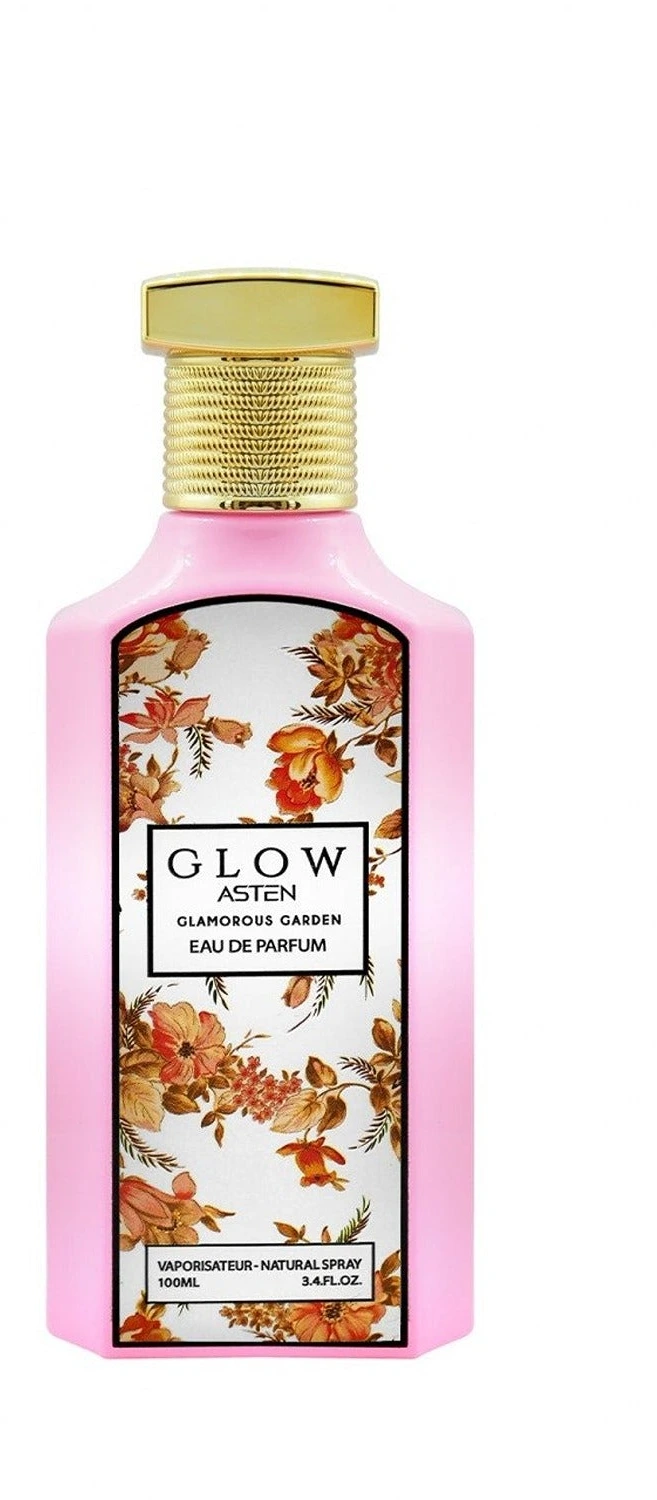 GLOW
ASTEN
GLAMOROUS GARDEN
EAU DE PARFUM
VAPORISATEUR - NATURAL SPRAY
100ML 3.4.FL.OZ.